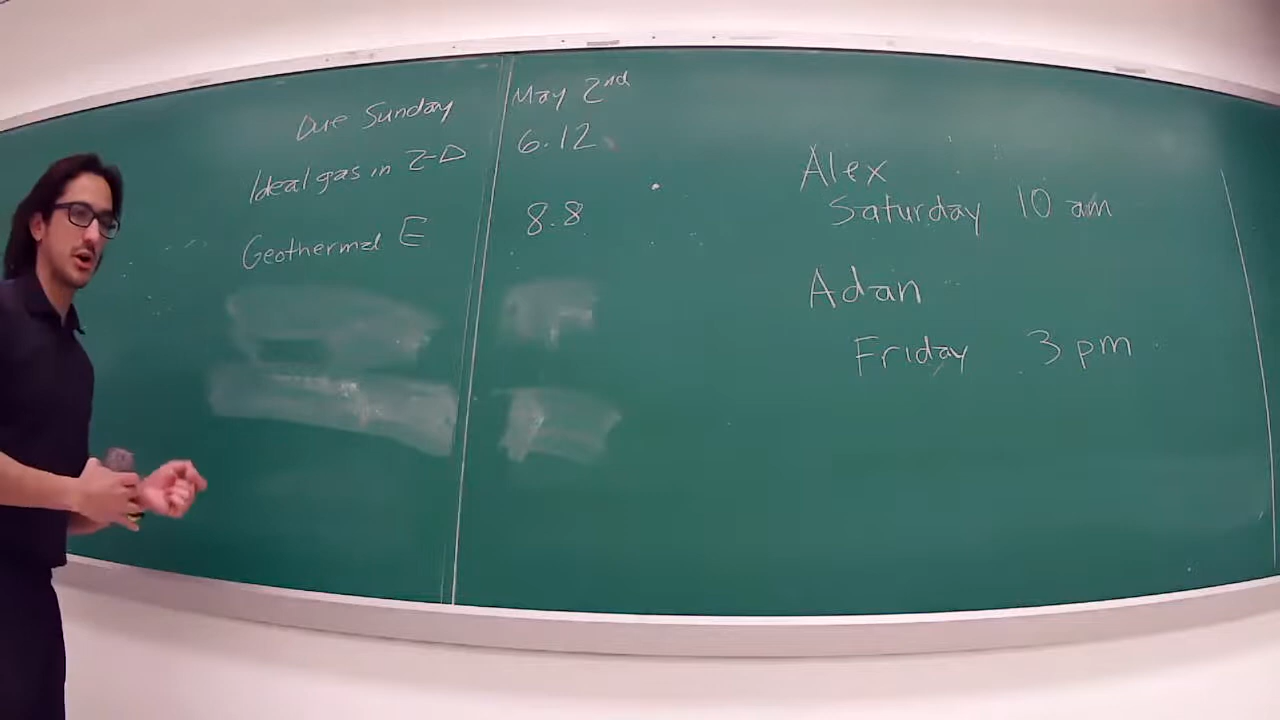 Due Sunday May 2nd
Ideal gas in 2-D 6.12
Geothermal E 8.8
Alex
Saturday 10 am
Adan
Friday 3 pm